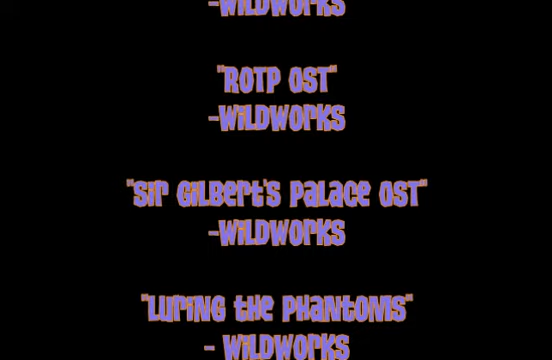 -WILDWORKS
"ROTP OST"
-WILDWORKS
"Sir Gilbert's Palace OST"
-WILDWORKS
"Luring the Phantoms"
- WILDWORKS